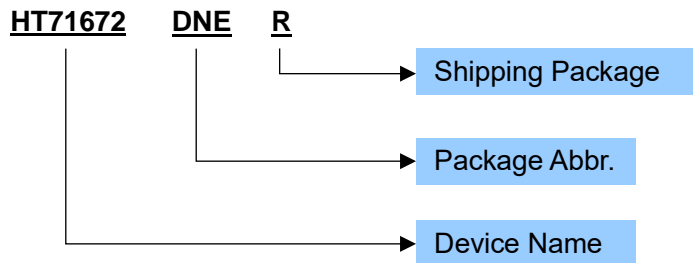 HT71672 DNE R
Shipping Package
Package Abbr.
Device Name